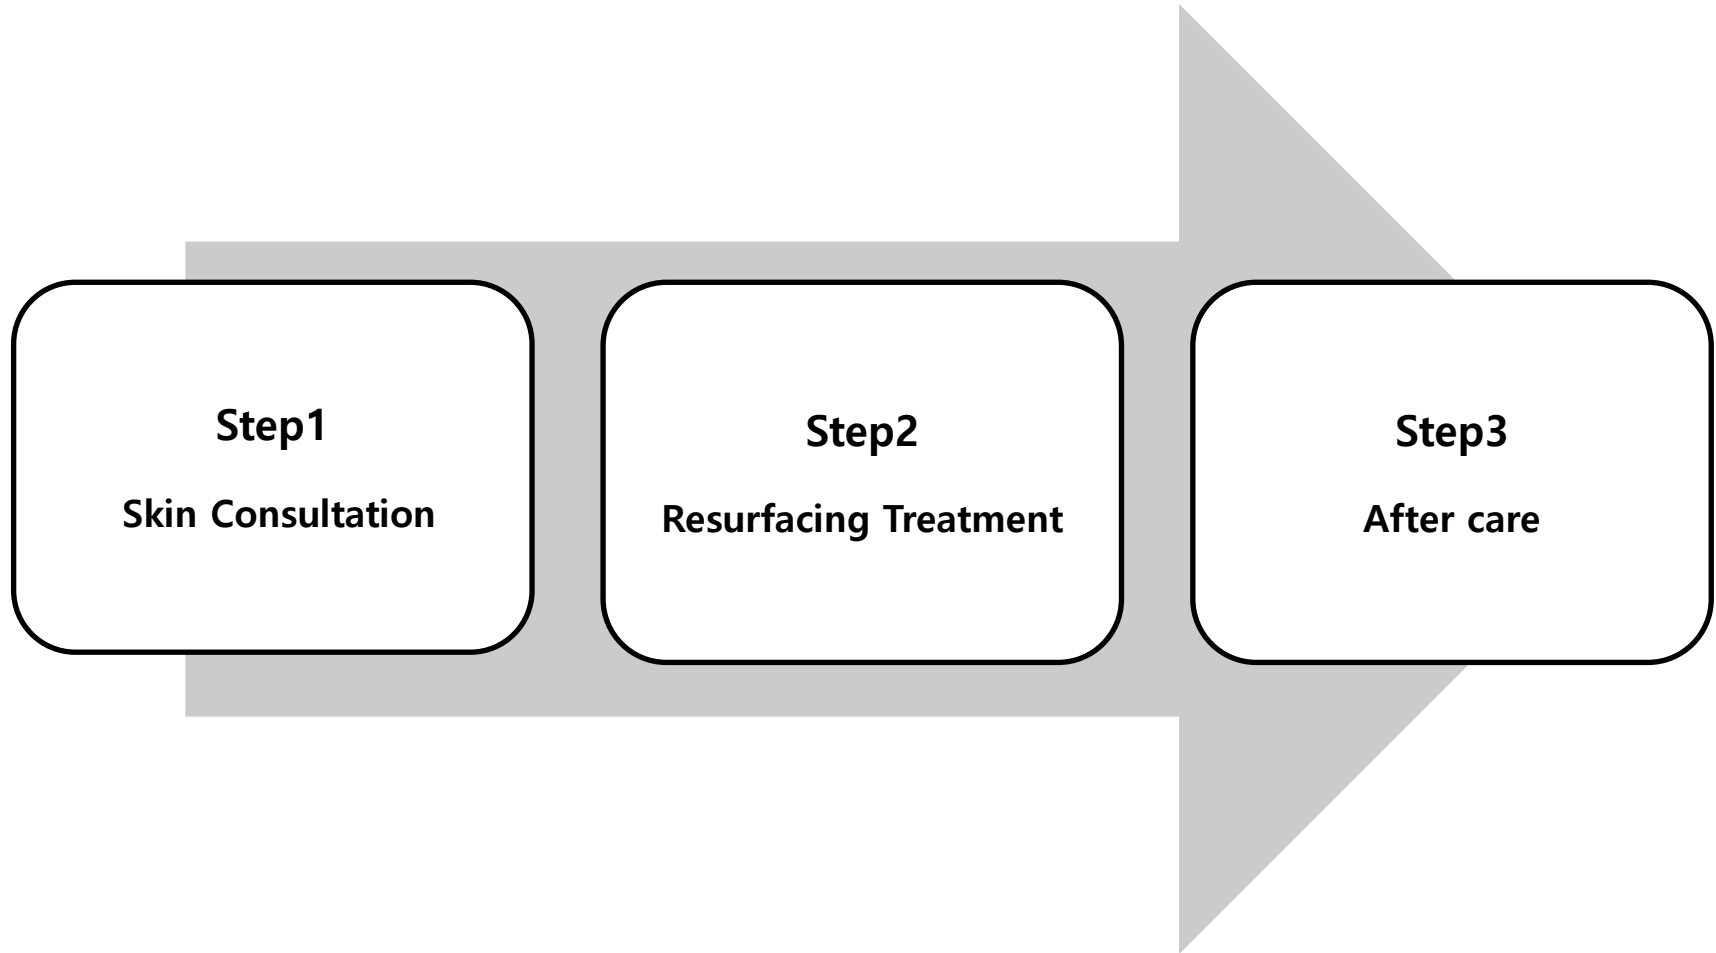 Step1
Skin Consultation
Step2
Resurfacing Treatment
Step3
After care